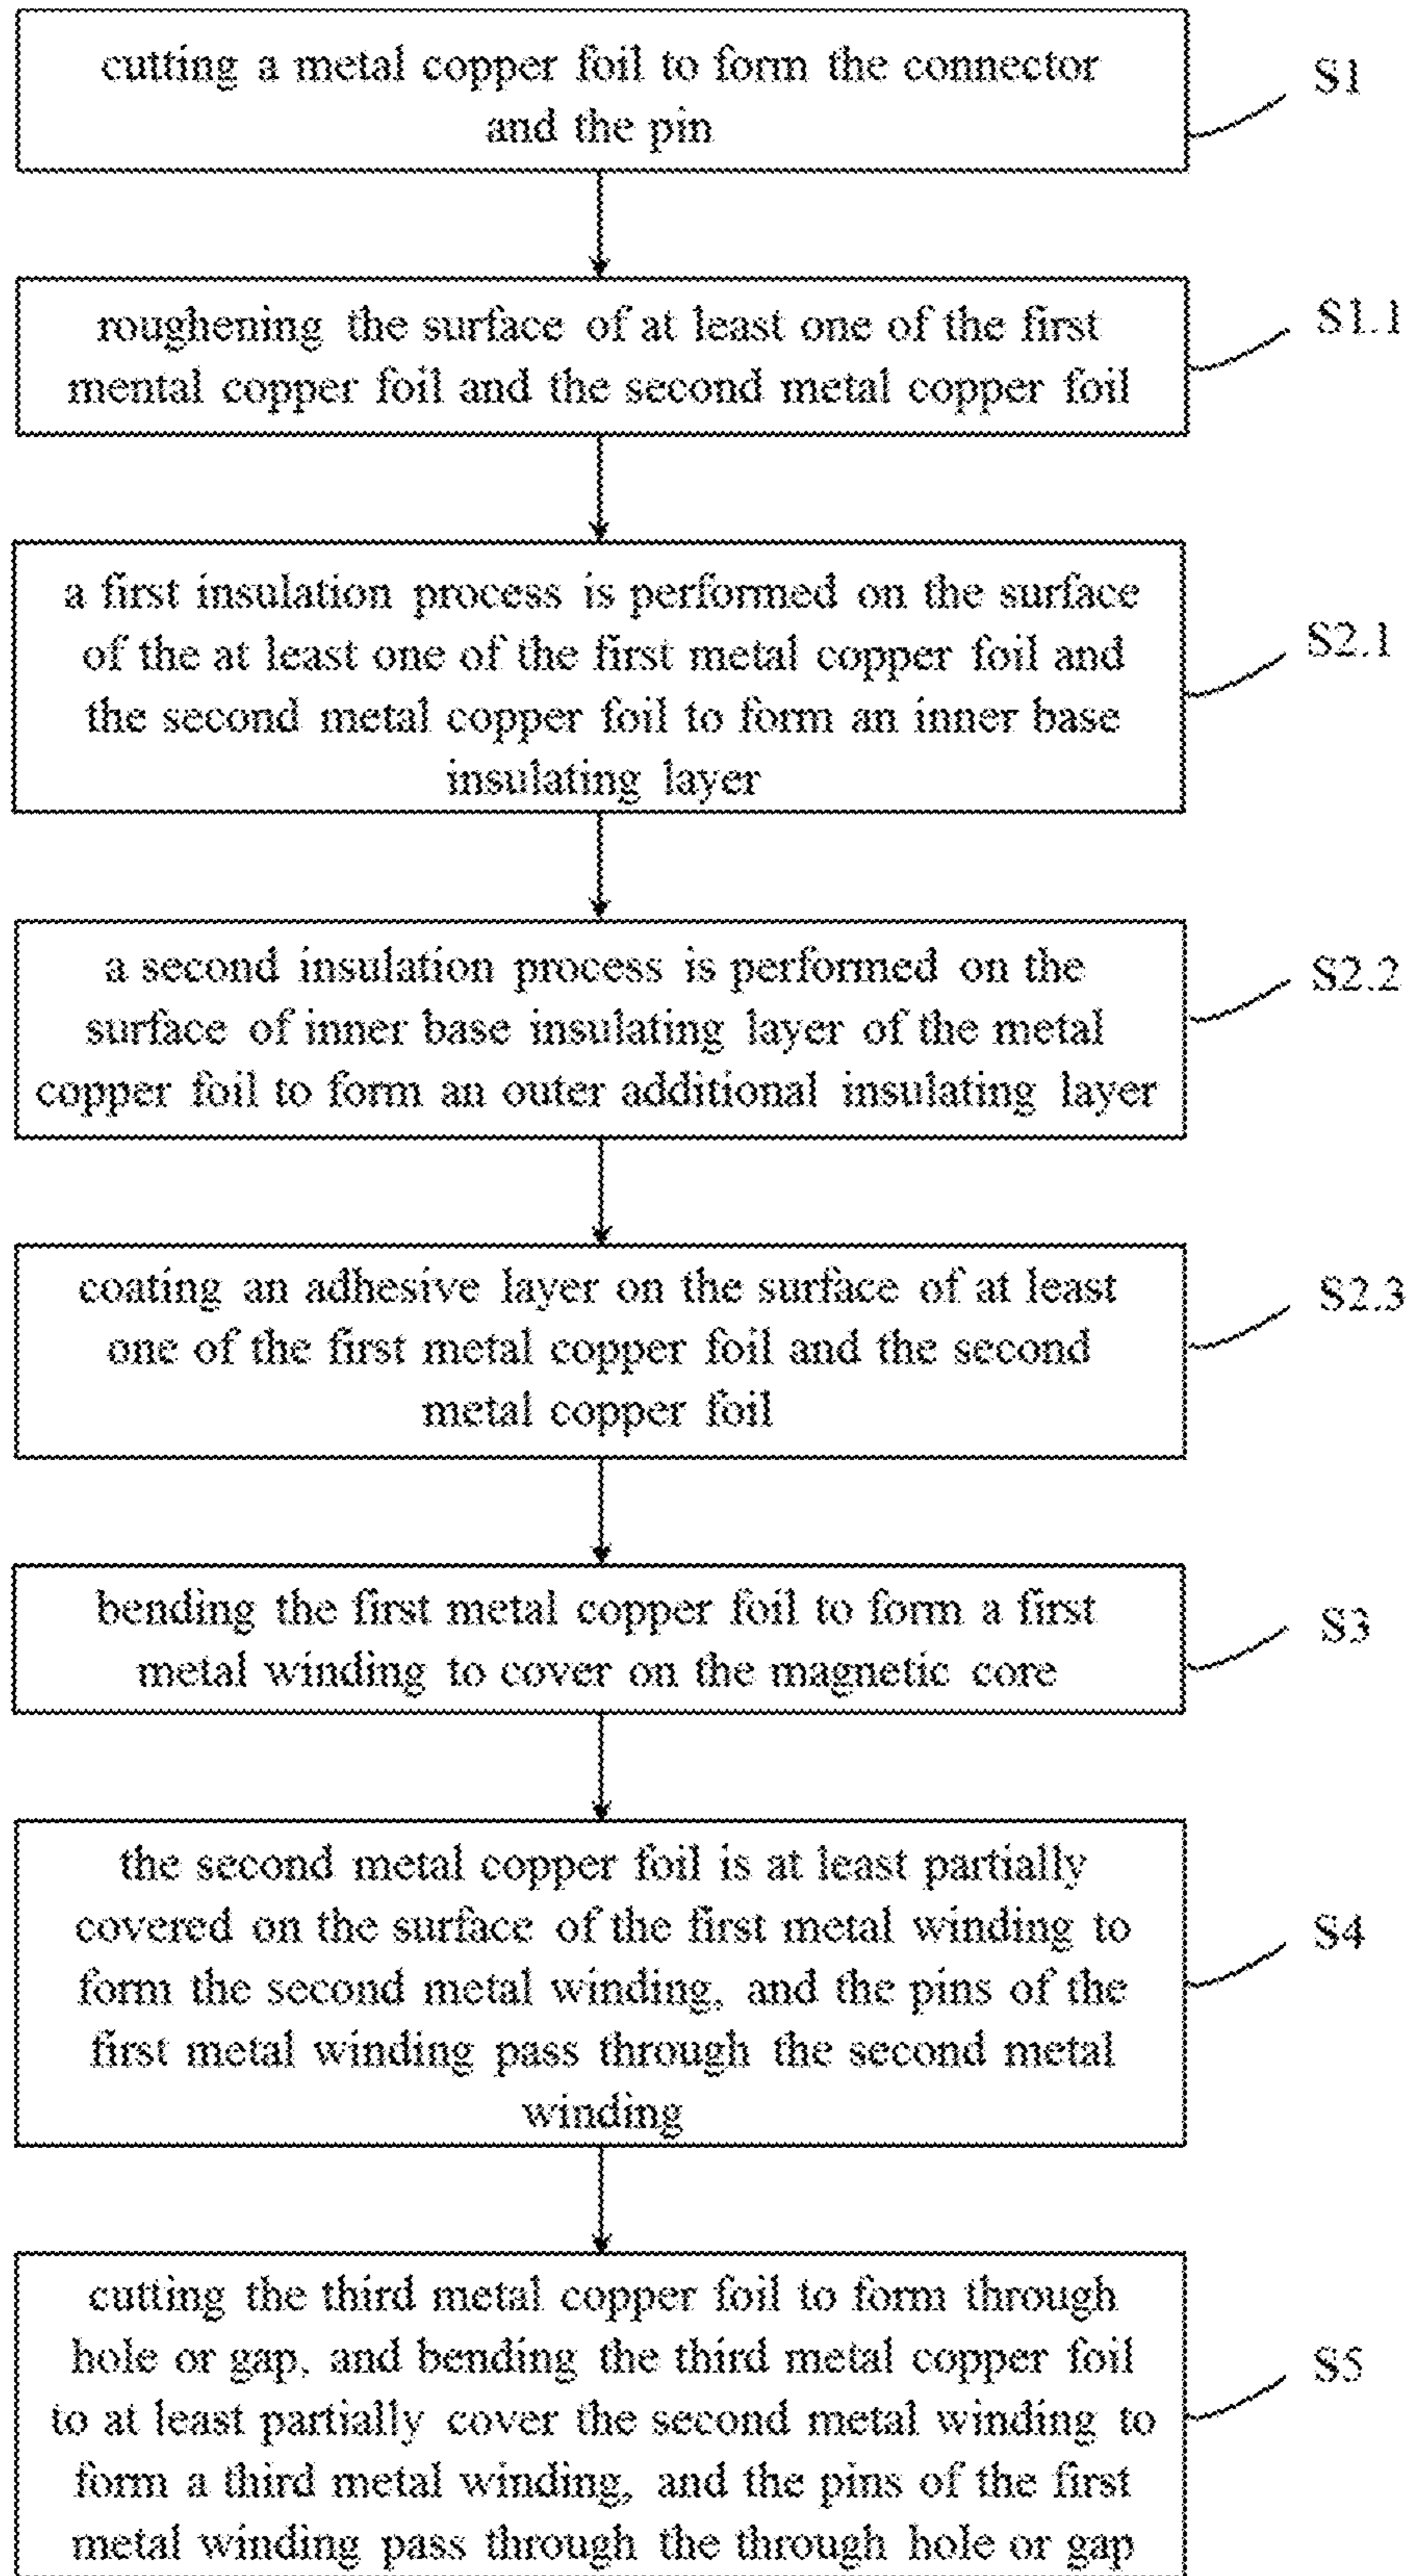 cutting a metal copper foil to form the connector
and the pin
S1
roughening the surface of at least one of the first
mental copper foil and the second metal copper foil
S1.1
a first insulation process is performed on the surface
of the at least one of the first metal copper foil and
the second metal copper foil to form an inner base
insulating layer
S2.1
a second insulation process is performed on the
surface of inner base insulating layer of the metal
copper foil to form an outer additional insulating layer
S2.2
coating an adhesive layer on the surface of at least
one of the first metal copper foil and the second
metal copper foil
S2.3
bending the first metal copper foil to form a first
metal winding to cover on the magnetic core
S3
the second metal copper foil is at least partially
covered on the surface of the first metal winding to
form the second metal winding, and the pins of the
first metal winding pass through the second metal
winding
S4
cutting the third metal copper foil to form through
hole or gap, and bending the third metal copper foil
to at least partially cover the second metal winding to
form a third metal winding, and the pins of the first
metal winding pass through the through hole or gap
S5